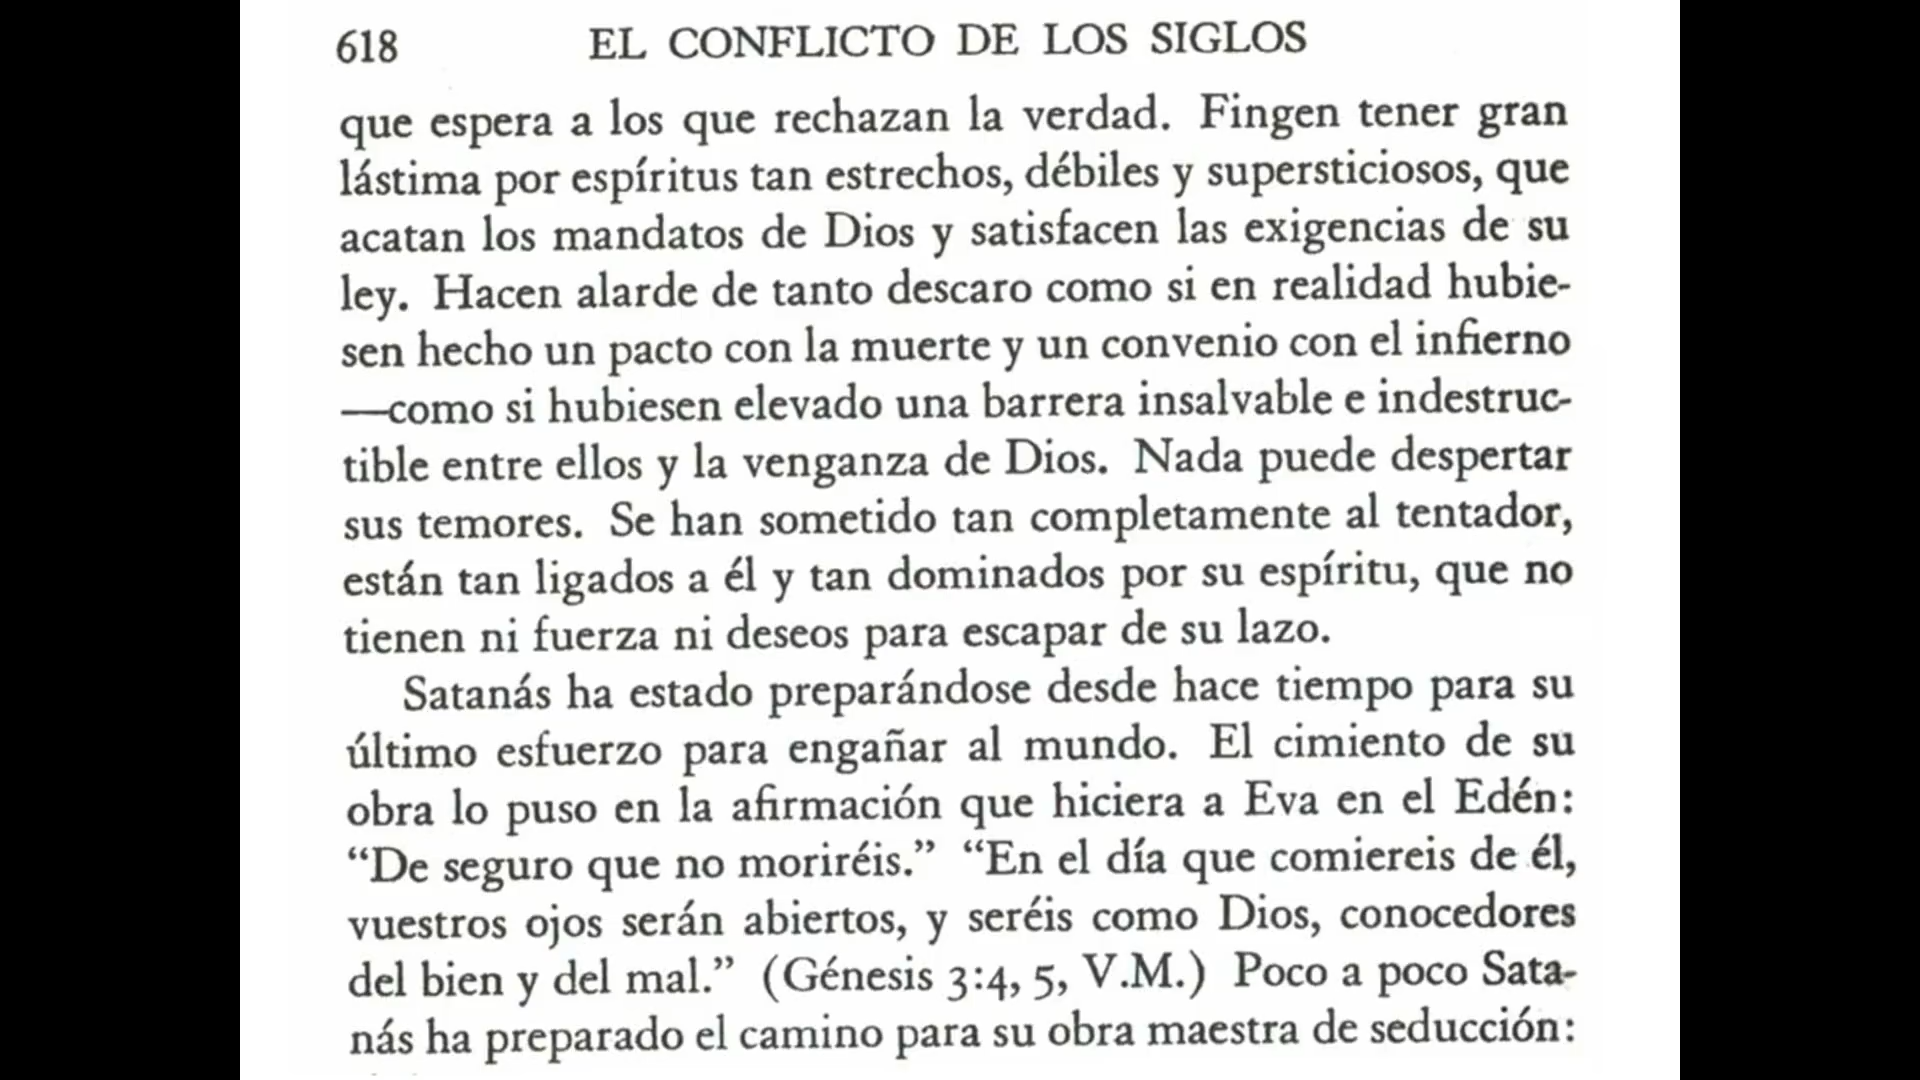 618 EL CONFLICTO DE LOS SIGLOS
que espera a los que rechazan la verdad. Fingen tener gran
lástima por espíritus tan estrechos, débiles y supersticiosos, que
acatan los mandatos de Dios y satisfacen las exigencias de su
ley. Hacen alarde de tanto descaro como si en realidad hubie-
sen hecho un pacto con la muerte y un convenio con el infierno
—como si hubiesen elevado una barrera insalvable e indestruc-
tible entre ellos y la venganza de Dios. Nada puede despertar
sus temores. Se han sometido tan completamente al tentador,
están tan ligados a él y tan dominados por su espíritu, que no
tienen ni fuerza ni deseos para escapar de su lazo.
Satanás ha estado preparándose desde hace tiempo para su
último esfuerzo para engañar al mundo. El cimiento de su
obra lo puso en la afirmación que hiciera a Eva en el Edén:
“De seguro que no moriréis.” “En el día que comiereis de él,
vuestros ojos serán abiertos, y seréis como Dios, conocedores
del bien y del mal.” (Génesis 3:4, 5, V.M.) Poco a poco Sata-
nás ha preparado el camino para su obra maestra de seducción: